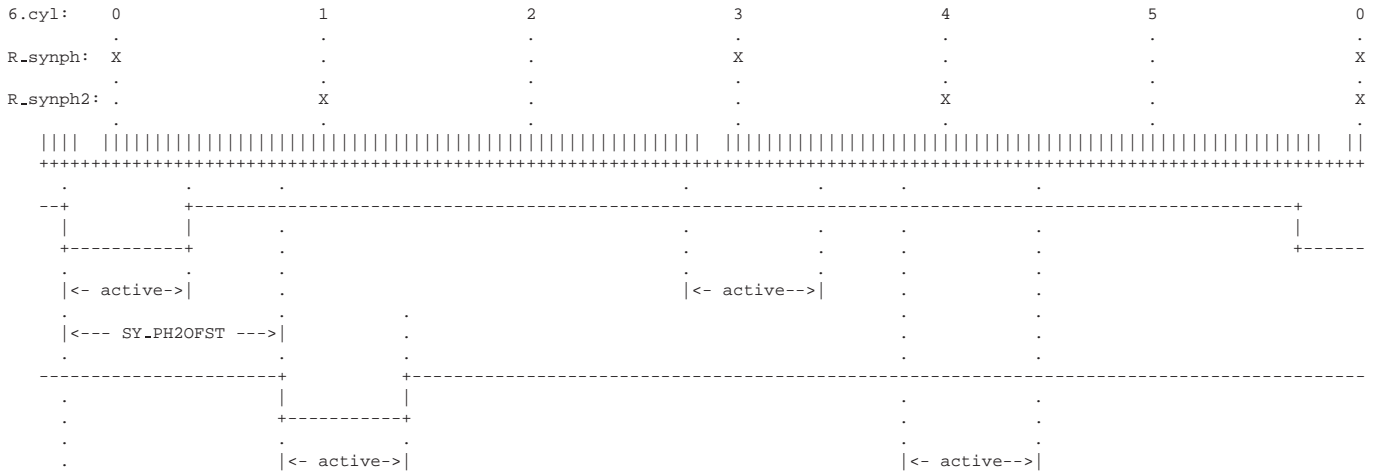 6.cyl: 0 1 2 3 4 5 0
R_synph: X X X
R_synph2: . X X X
|<- active->| |<- active-->|
|<--- SY_PH2OFST --->|
|<- active->| |<- active-->|